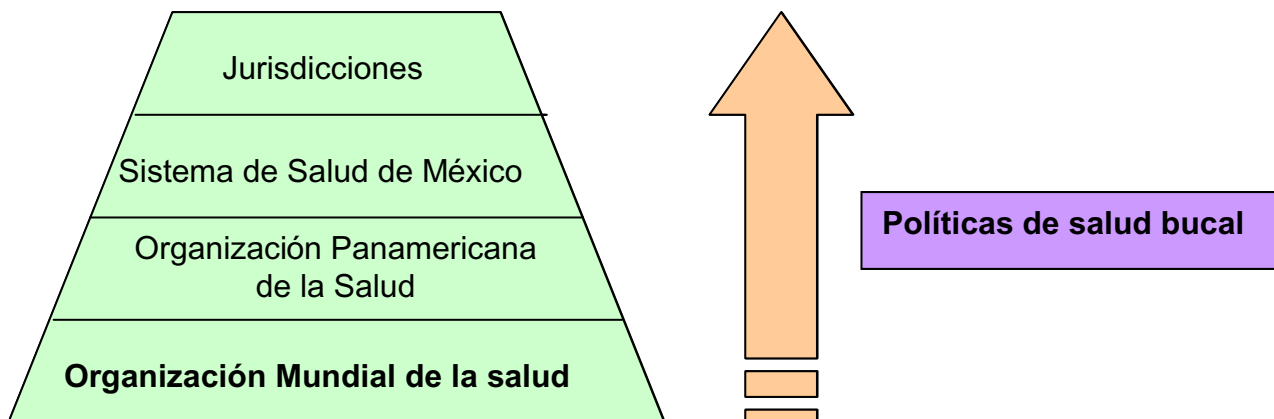 Jurisdicciones
Sistema de Salud de México
Organización Panamericana
de la Salud
Organización Mundial de la salud
Políticas de salud bucal